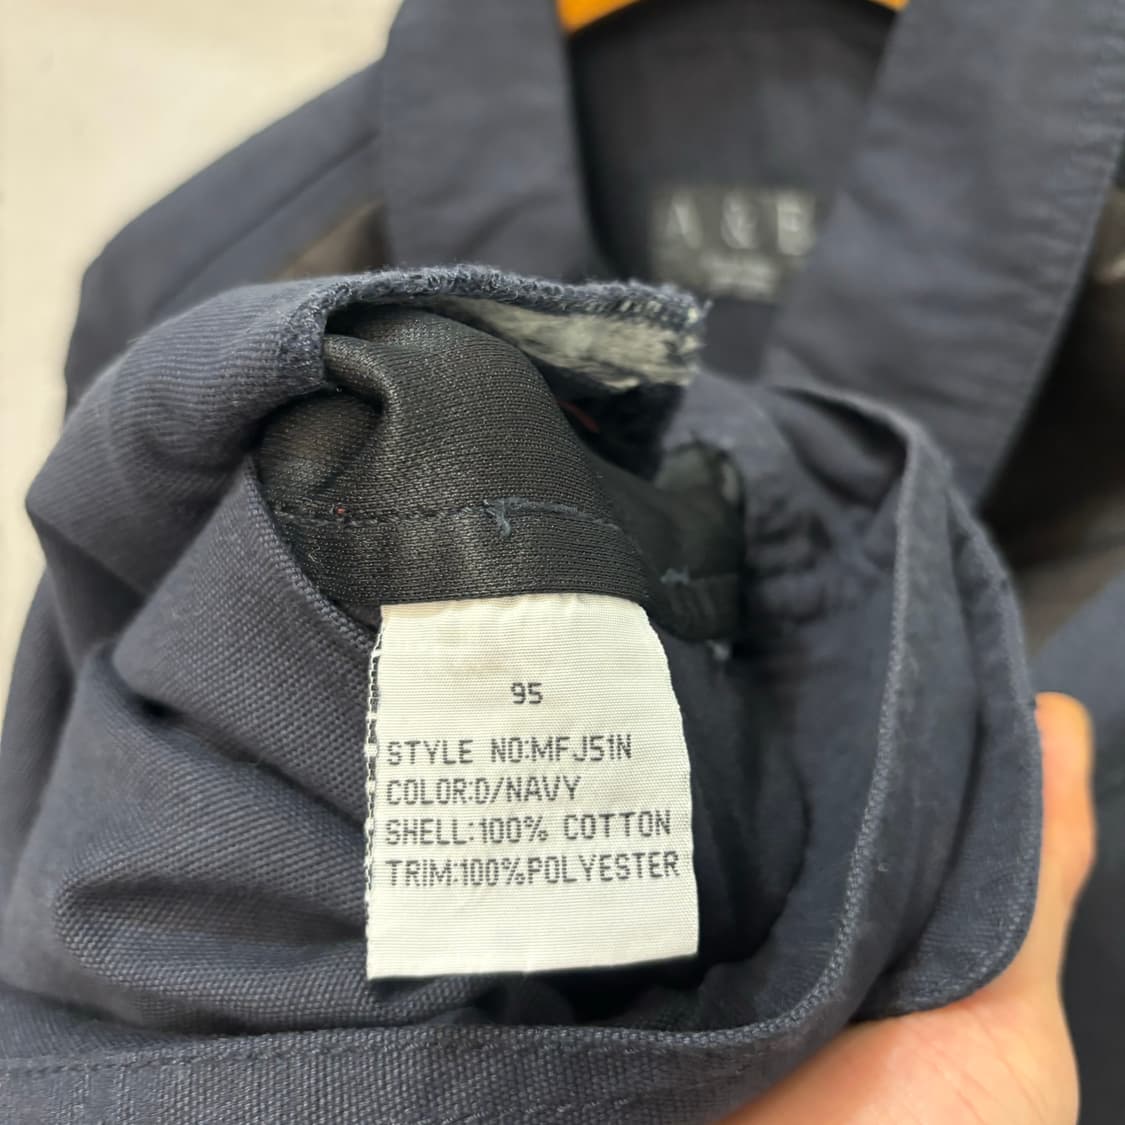 A &
95
STYLE NO:MFJ51N
COLOR:D/NAVY
SHELL:100% COTTON
TRIM:100%POLYESTER